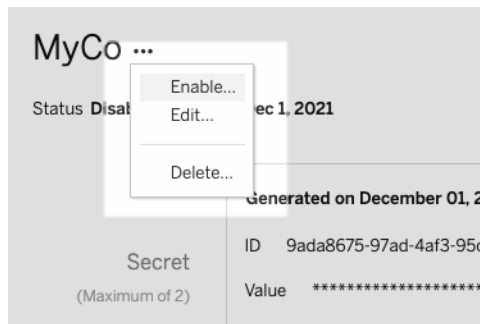 MyCo ...
Enable...
Edit...
Status Disab ec 1, 2021
Delete...
Generated on December 01, 2
ID 9ada8675-97ad-4af3-95
Secret
(Maximum of 2)
Value ********************